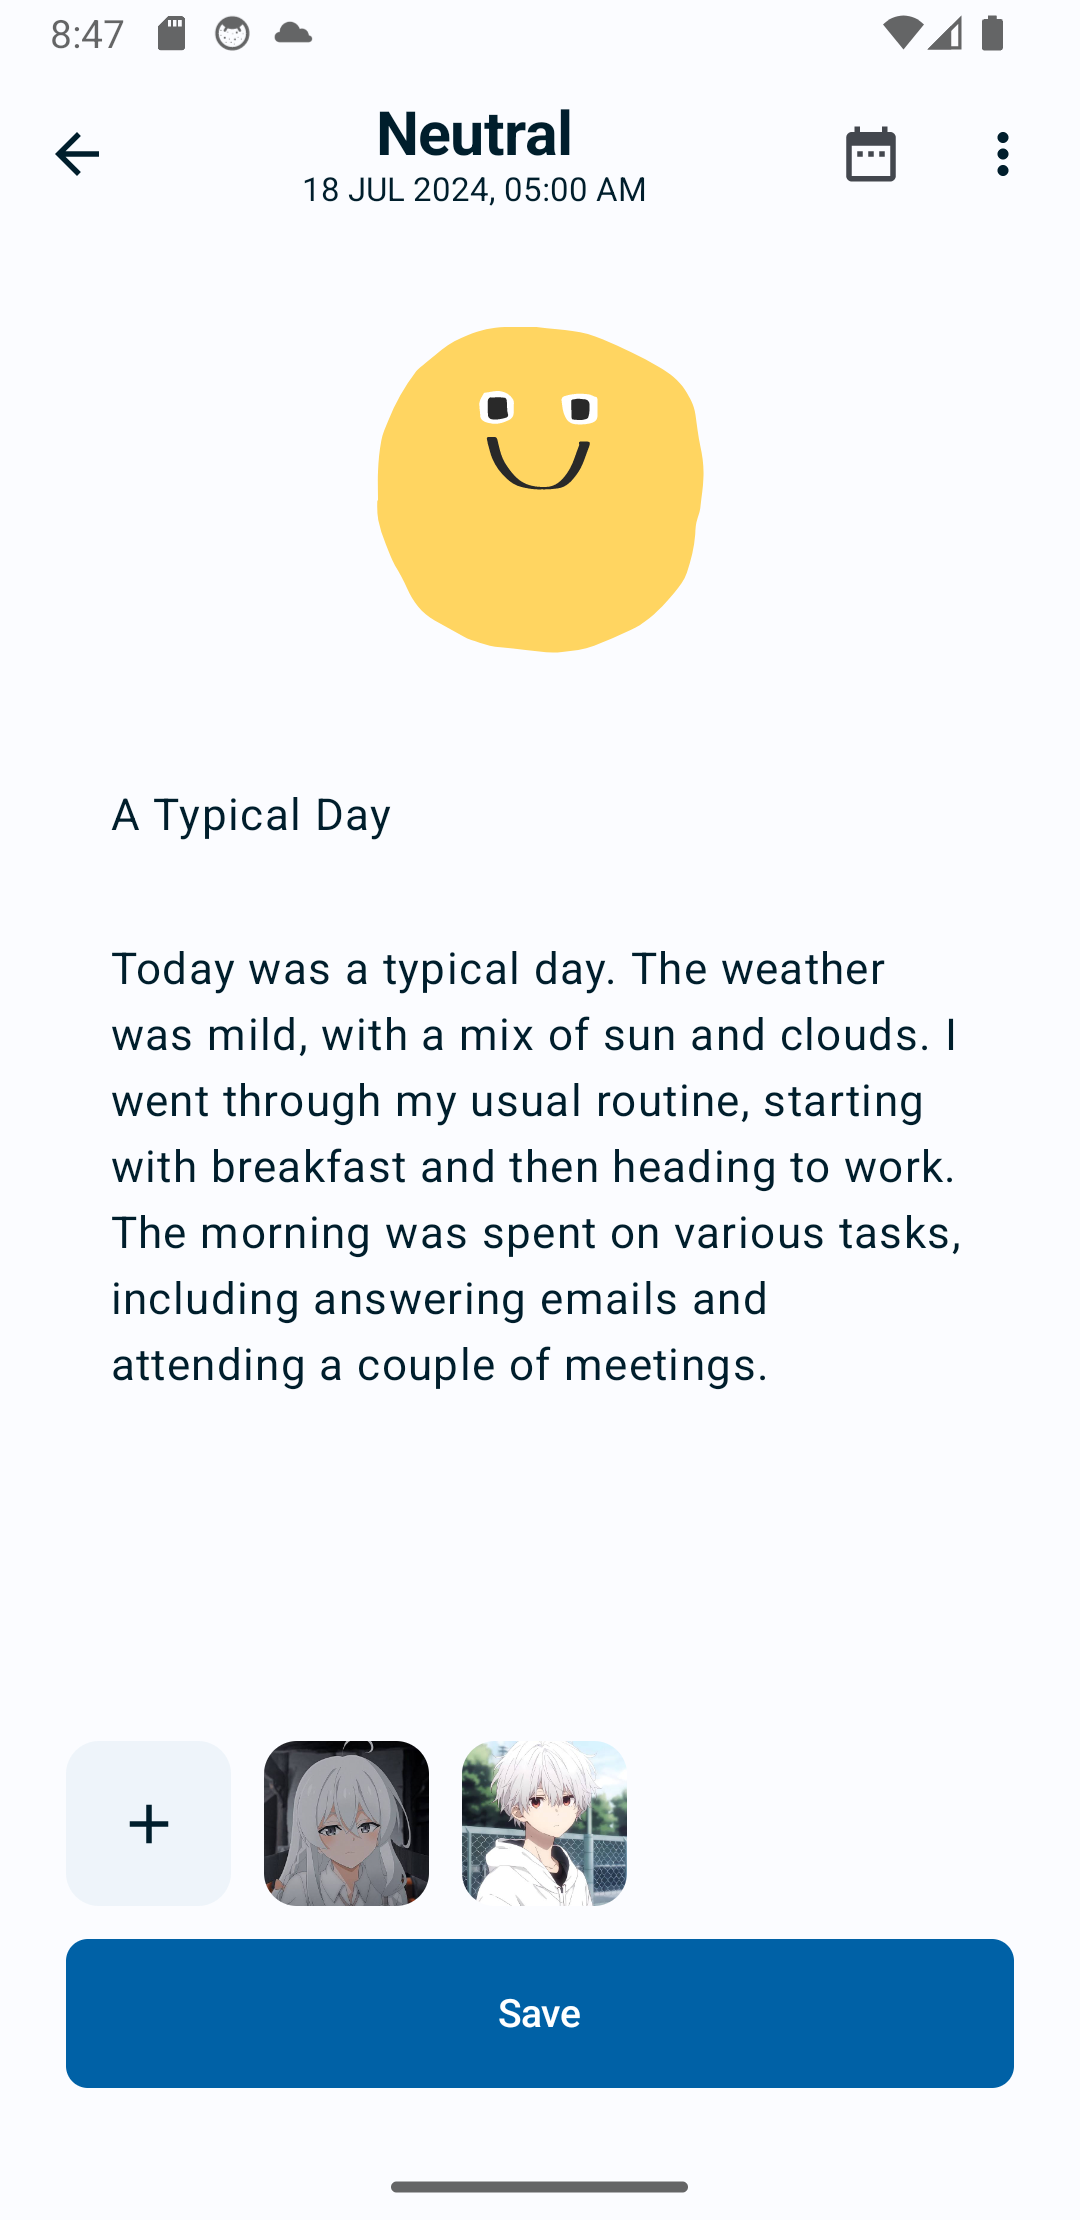 8:47
Neutral
18 JUL 2024, 05:00 AM
A Typical Day
Today was a typical day. The weather
was mild, with a mix of sun and clouds. I
went through my usual routine, starting
with breakfast and then heading to work.
The morning was spent on various tasks,
including answering emails and
attending a couple of meetings.
Save